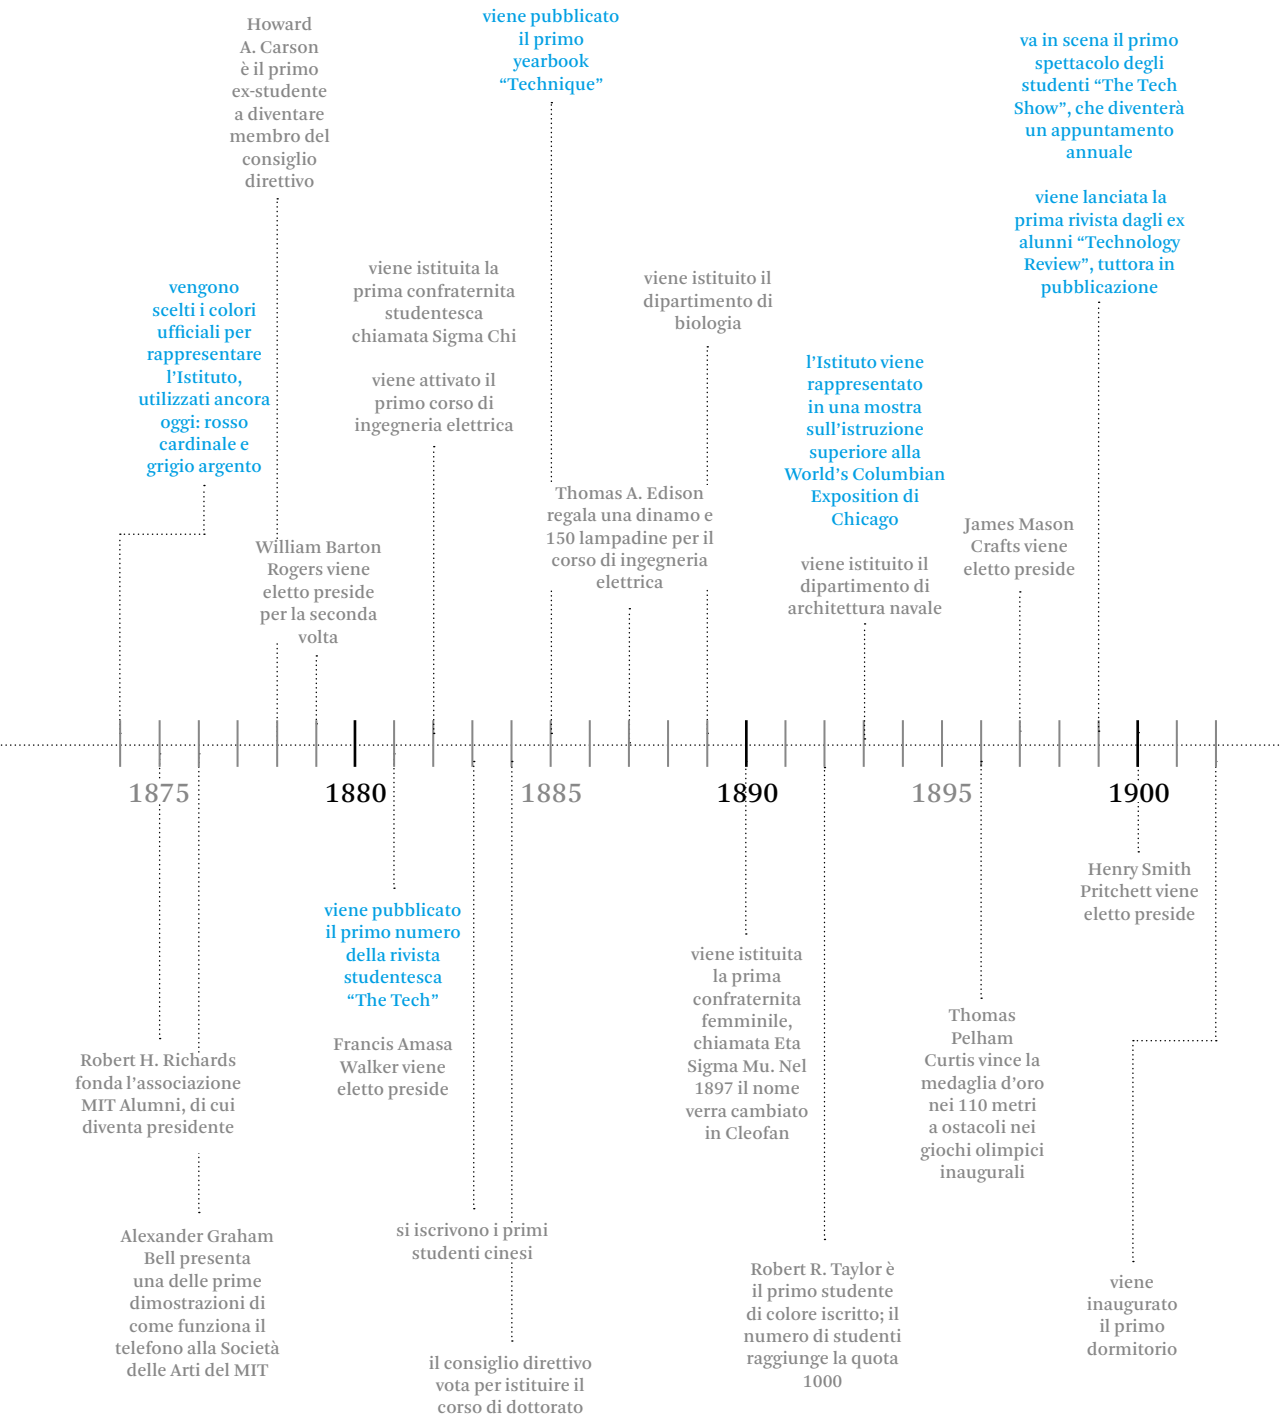 Howard
A. Carson
è il primo
ex-studente
a diventare
membro del
consiglio
direttivo
viene pubblicato
il primo
yearbook
“Technique”
va in scena il primo
spettacolo degli
studenti “The Tech
Show”, che diventerà
un appuntamento
annuale
viene lanciata la
prima rivista dagli ex
alunni “Technology
Review”, tuttora in
pubblicazione
vengono
scelti i colori
ufficiali per
rappresentare
l’Istituto,
utilizzati ancora
oggi: rosso
cardinale e
grigio argento
viene istituita la
prima confraternita
studentesca
chiamata Sigma Chi
viene attivato il
primo corso di
ingegneria elettrica
viene istituito il
dipartimento di
biologia
l’Istituto viene
rappresentato
in una mostra
sull’istruzione
superiore alla
World’s Columbian
Exposition di
Chicago
viene istituito il
dipartimento di
architettura navale
Thomas A. Edison
regala una dinamo e
150 lampadine per il
corso di ingegneria
elettrica
James Mason
Crafts viene
eletto preside
William Barton
Rogers viene
eletto preside
per la seconda
volta
1875
1880
1885
1890
1895
1900
Henry Smith
Pritchett viene
eletto preside
viene pubblicato
il primo numero
della rivista
studentesca
“The Tech”
Francis Amasa
Walker viene
eletto preside
viene istituita
la prima
confraternita
femminile,
chiamata Eta
Sigma Mu. Nel
1897 il nome
verra cambiato
in Cleofan
Thomas
Pelham
Curtis vince la
medaglia d’oro
nei 110 metri
a ostacoli nei
giochi olimpici
inaugurali
Robert H. Richards
fonda l’associazione
MIT Alumni, di cui
diventa presidente
Alexander Graham
Bell presenta
una delle prime
dimostrazioni di
come funziona il
telefono alla Società
delle Arti del MIT
si iscrivono i primi
studenti cinesi
il consiglio direttivo
vota per istituire il
corso di dottorato
Robert R. Taylor è
il primo studente
di colore iscritto; il
numero di studenti
raggiunge la quota
1000
viene
inaugurato
il primo
dormitorio